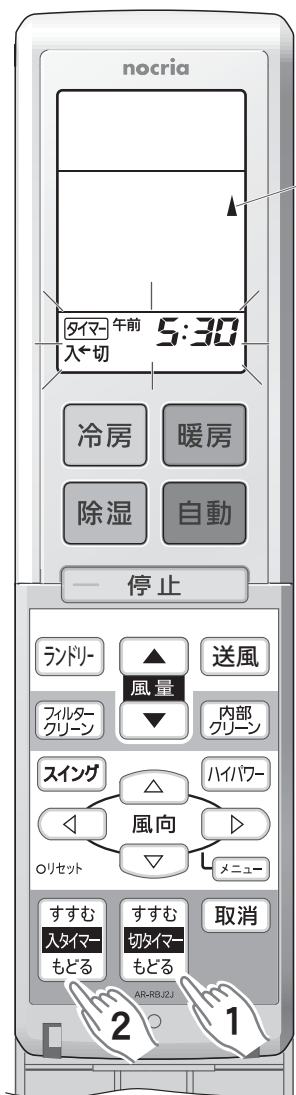 nocria
タイマー 午前 5:30
入←切
冷房 暖房
除湿 自動
停止
ランドリー ▲ 送風
風量
フィルター
クリーン ▼ 内部
クリーン
スイング △ ハイパワー
◁ 風向 ▷
○リセット ▽ メニュー
すすむ すすむ 取消
入タイマー 切タイマー
もどる もどる
AR-RBJ2J
2 1